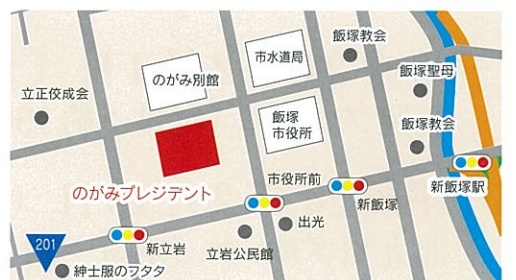 飯塚教会
市水道局
のがみ別館
飯塚聖母
立正佼成会
飯塚
市役所
飯塚教会
のがみプレジデント
市役所前
新飯塚
新飯塚駅
出光
201
新立岩
立岩公民館
紳士服のフタタ